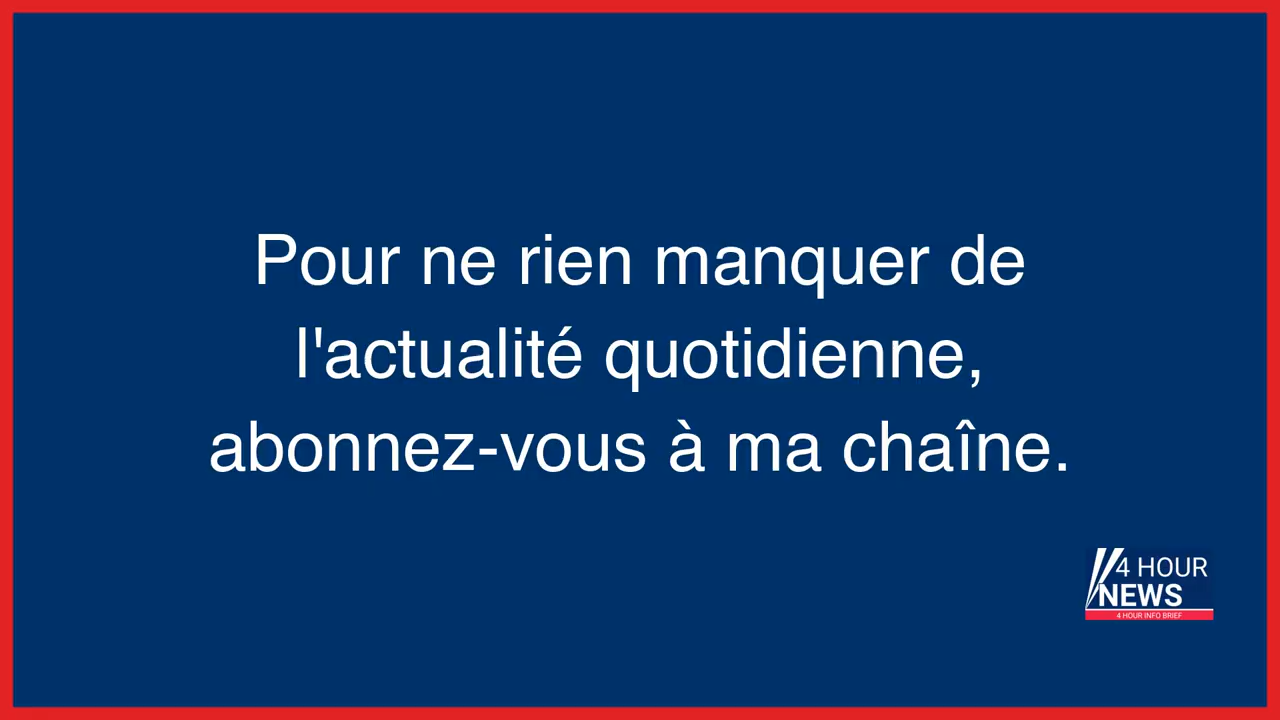 Pour ne rien manquer de
l'actualité quotidienne,
abonnez-vous à ma chaîne.
4 HOUR
NEWS
4 HOUR INFO BRIEF